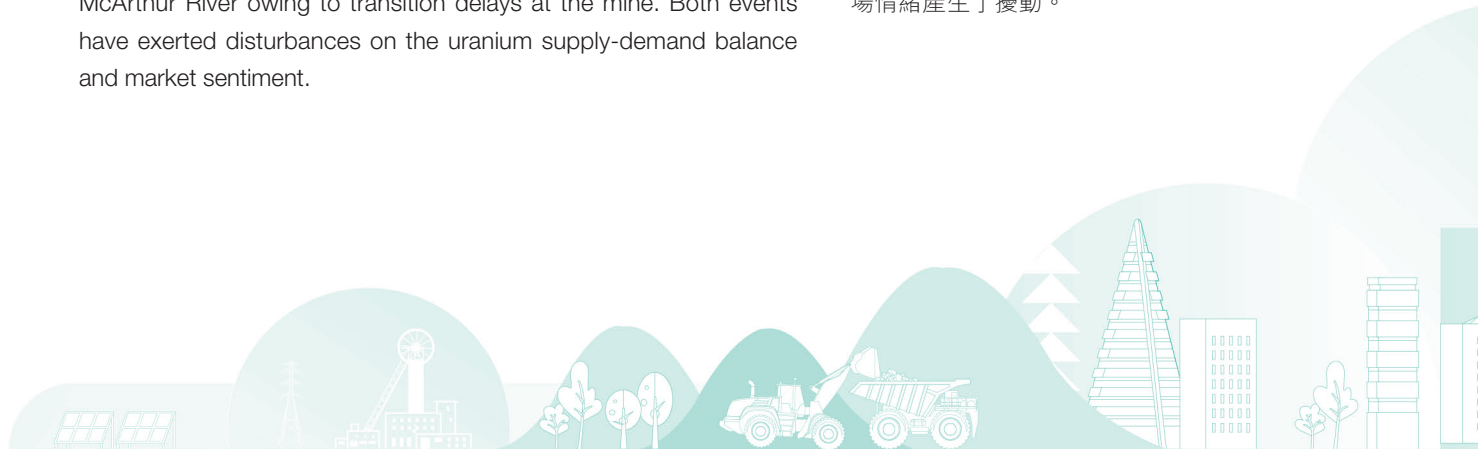 McArthur River owing to transition delays at the mine. Both events
have exerted disturbances on the uranium supply-demand balance
and market sentiment.
場情緒產生了擾動。